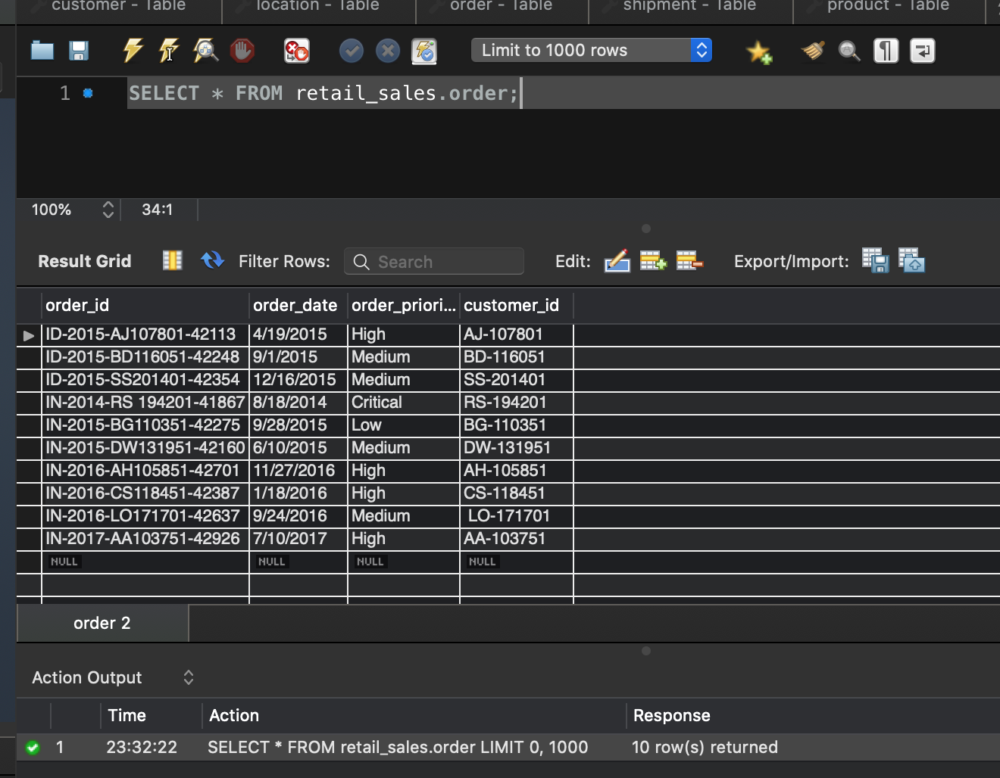 customer - Table location - Table order - Table shipment - Table product - Table
Limit to 1000 rows
1 SELECT * FROM retail_sales.order;
100% 34:1
Result Grid Filter Rows: Search Edit: Export/Import:
order_id order_date order_priori... customer_id
ID-2015-AJ107801-42113 4/19/2015 High AJ-107801
ID-2015-BD116051-42248 9/1/2015 Medium BD-116051
ID-2015-SS201401-42354 12/16/2015 Medium SS-201401
IN-2014-RS 194201-41867 8/18/2014 Critical RS-194201
IN-2015-BG110351-42275 9/28/2015 Low BG-110351
IN-2015-DW131951-42160 6/10/2015 Medium DW-131951
IN-2016-AH105851-42701 11/27/2016 High AH-105851
IN-2016-CS118451-42387 1/18/2016 High CS-118451
IN-2016-LO171701-42637 9/24/2016 Medium LO-171701
IN-2017-AA103751-42926 7/10/2017 High AA-103751
NULL NULL NULL NULL
order 2
Action Output
Time Action Response
1 23:32:22 SELECT * FROM retail_sales.order LIMIT 0, 1000 10 row(s) returned